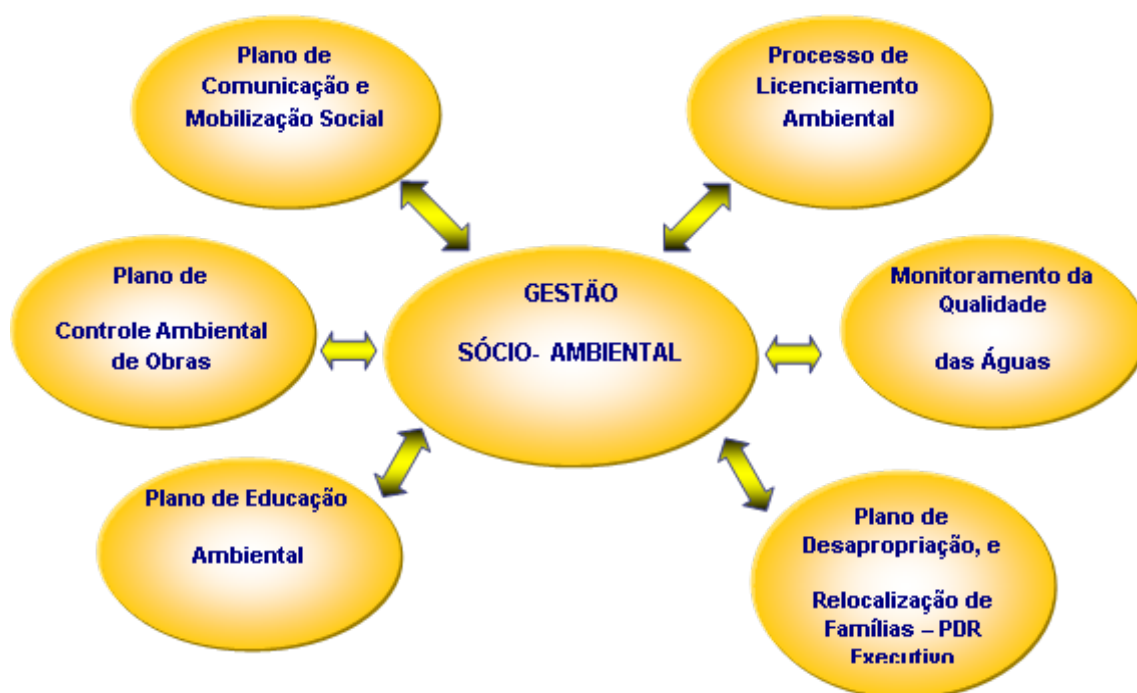 Plano de
Comunicação e
Mobilização Social
Processo de
Licenciamento
Ambiental
Plano de
Controle Ambiental
de Obras
GESTÃO
SÓCIO- AMBIENTAL
Monitoramento da
Qualidade
das Águas
Plano de Educação
Ambiental
Plano de
Desapropriação, e
Relocalização de
Famílias – PDR
Executivo